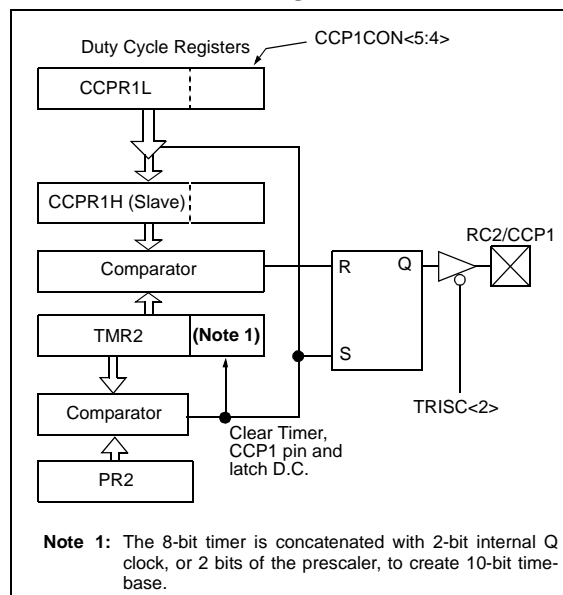 Duty Cycle Registers
CCP1CON<5:4>
CCPR1L
CCPR1H (Slave)
Comparator
RC2/CCP1
R
Q
TMR2
(Note 1)
S
TRISC<2>
Comparator
Clear Timer,
CCP1 pin and
latch D.C.
PR2
Note 1: The 8-bit timer is concatenated with 2-bit internal Q
clock, or 2 bits of the prescaler, to create 10-bit time-
base.